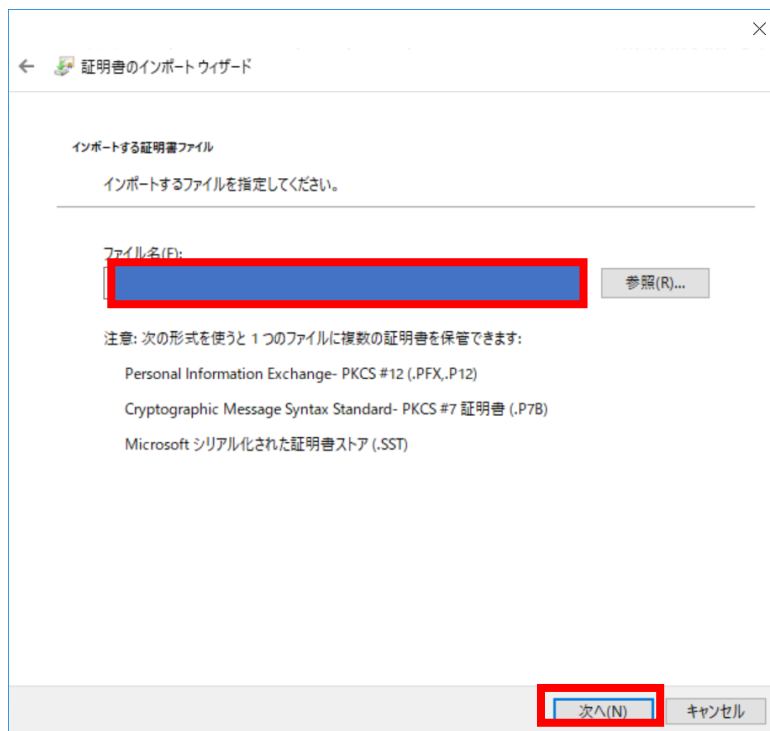 証明書のインポート ウィザード
インポートする証明書ファイル
インポートするファイルを指定してください。
ファイル名(F):
参照(R)...
注意: 次の形式を使うと 1 つのファイルに複数の証明書を保管できます:
Personal Information Exchange- PKCS #12 (.PFX,.P12)
Cryptographic Message Syntax Standard- PKCS #7 証明書 (.P7B)
Microsoft シリアル化された証明書ストア (.SST)
次へ(N)
キャンセル